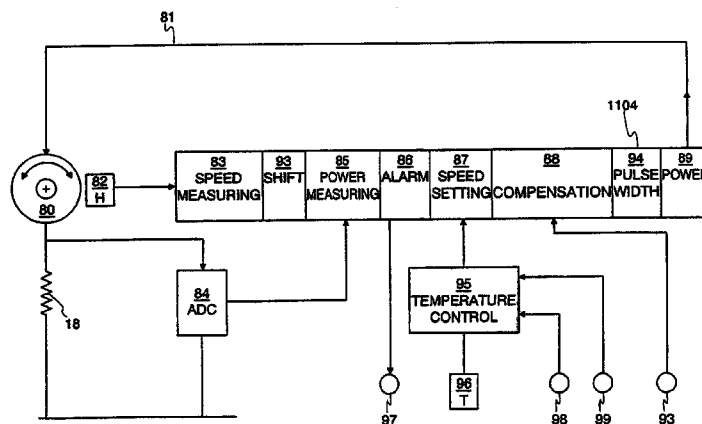 81
1104
83
SPEED
MEASURING
93
SHIFT
85
POWER
MEASURING
86
ALARM
87
SPEED
SETTING
88
COMPENSATION
94
PULSE
WIDTH
89
POWER
82
H
80
84
ADC
18
95
TEMPERATURE
CONTROL
96
T
97
98
99
93